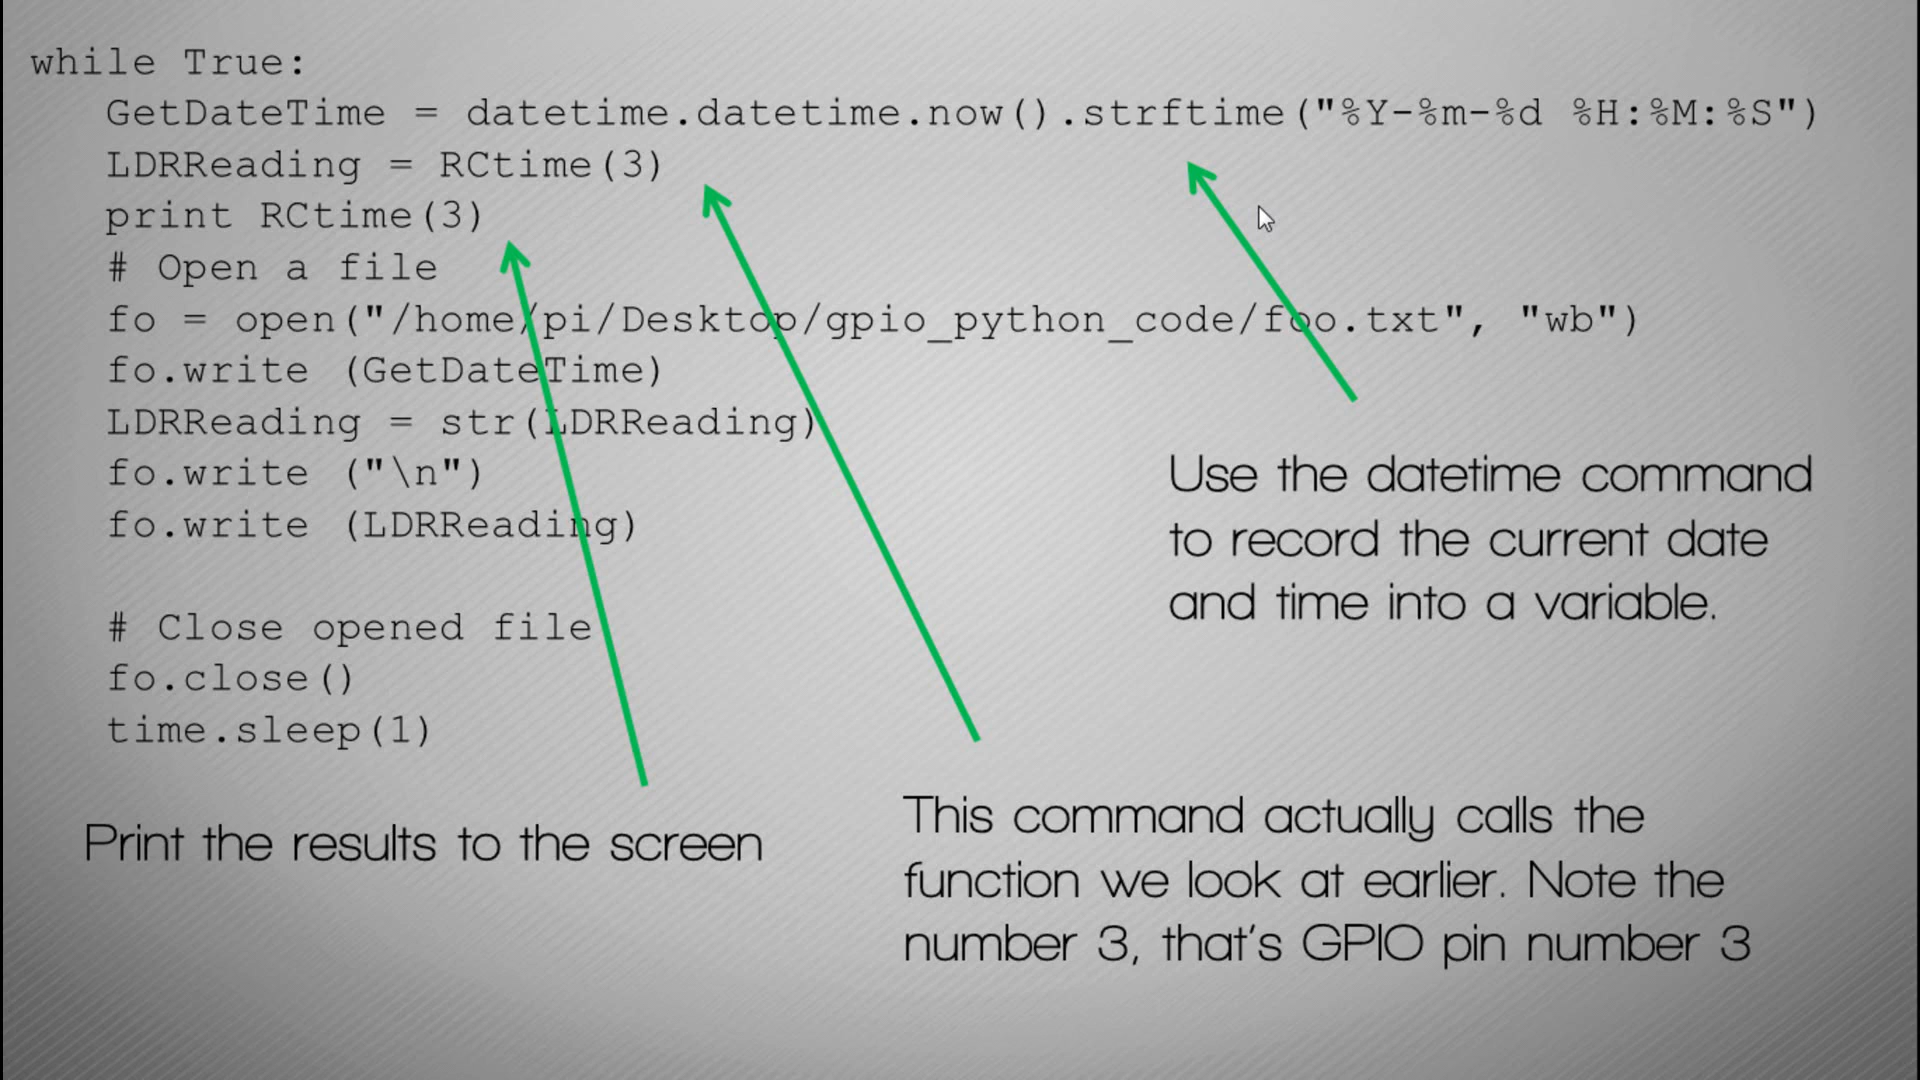 while True:
GetDateTime = datetime.datetime.now().strftime("%Y-%m-%d %H:%M:%S")
LDRReading = RCtime(3)
print RCtime(3)
# Open a file
fo = open("/home/pi/Desktop/gpio_python_code/foo.txt", "wb")
fo.write (GetDateTime)
LDRReading = str(LDRReading)
fo.write ("\n")
fo.write (LDRReading)
# Close opened file
fo.close()
time.sleep(1)
Use the datetime command
to record the current date
and time into a variable.
Print the results to the screen
This command actually calls the
function we look at earlier. Note the
number 3, that's GPIO pin number 3